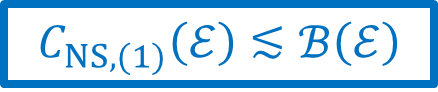 C_{NS,(1)}(ℰ) ≲ ℬ(ℰ)